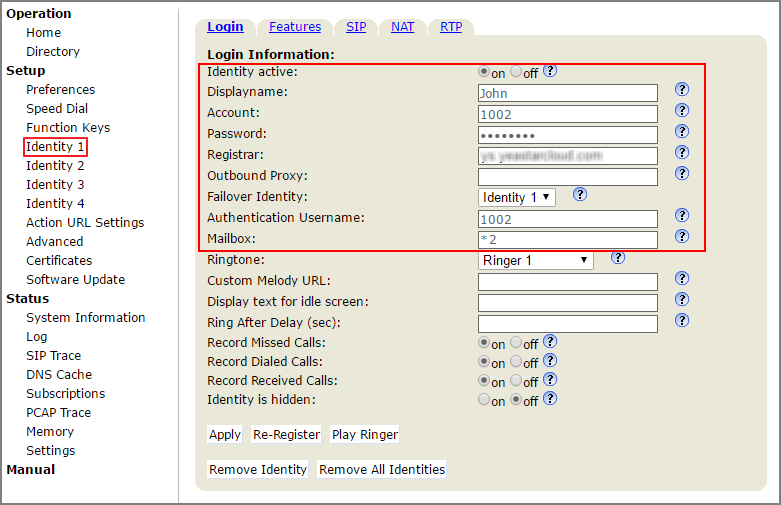 Operation
Home
Directory
Setup
Preferences
Speed Dial
Function Keys
Identity 1
Identity 2
Identity 3
Identity 4
Action URL Settings
Advanced
Certificates
Software Update
Status
System Information
Log
SIP Trace
DNS Cache
Subscriptions
PCAP Trace
Memory
Settings
Manual
Login Features SIP NAT RTP
Login Information:
Identity active: on off ?
Displayname: John ?
Account: 1002 ?
Password: •••••••• ?
Registrar: ?
Outbound Proxy: ?
Failover Identity: Identity 1 ?
Authentication Username: 1002 ?
Mailbox: *2 ?
Ringtone: Ringer 1 ?
Custom Melody URL: ?
Display text for idle screen: ?
Ring After Delay (sec): ?
Record Missed Calls: on off ?
Record Dialed Calls: on off ?
Record Received Calls: on off ?
Identity is hidden: on off ?
Apply Re-Register Play Ringer
Remove Identity Remove All Identities